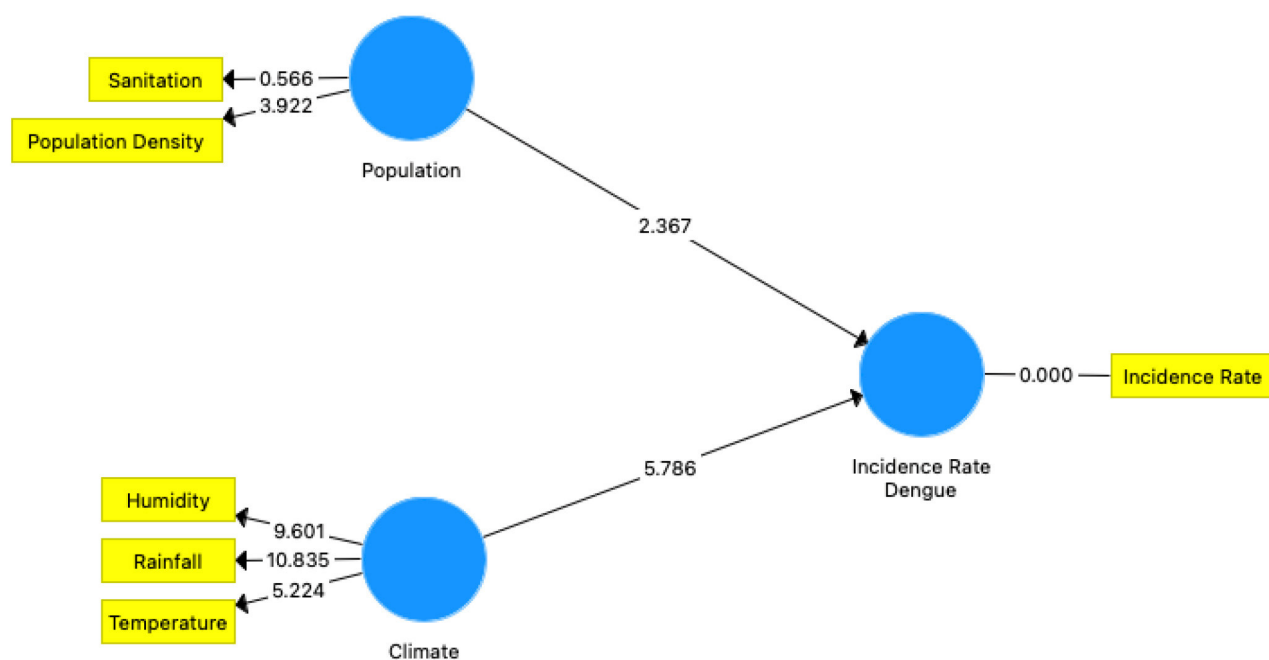 Sanitation
0.566
3.922
Population Density
Population
2.367
Incidence Rate
Dengue
0.000
Incidence Rate
5.786
Humidity
9.601
Rainfall
10.835
5.224
Temperature
Climate